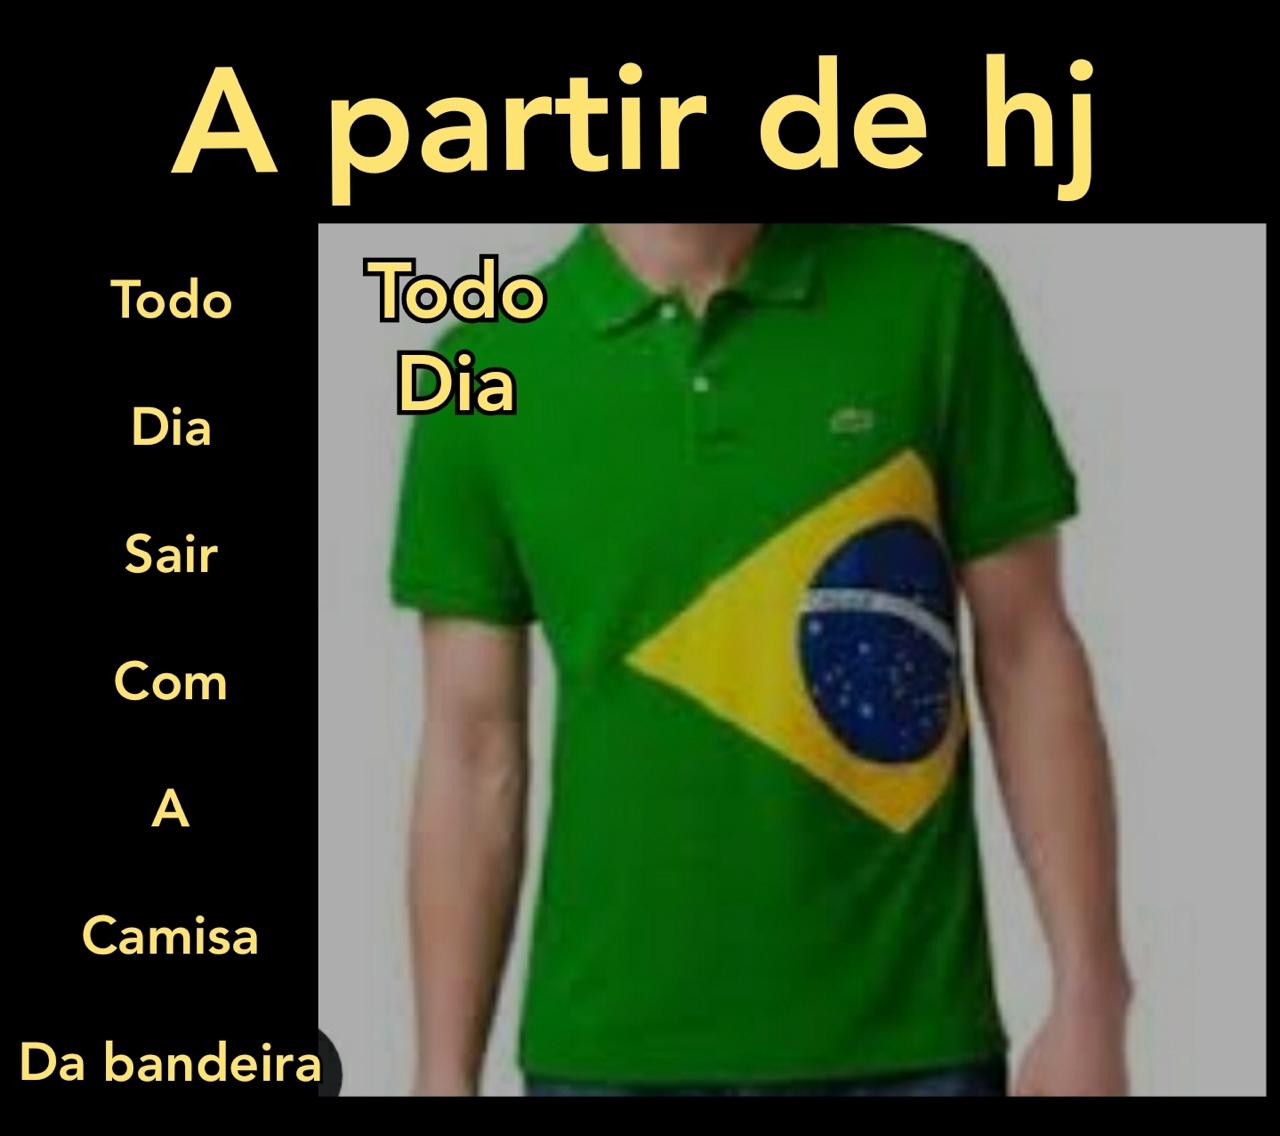 A partir de hj
Todo
Dia
Sair
Com
A
Camisa
Da bandeira
Todo
Dia